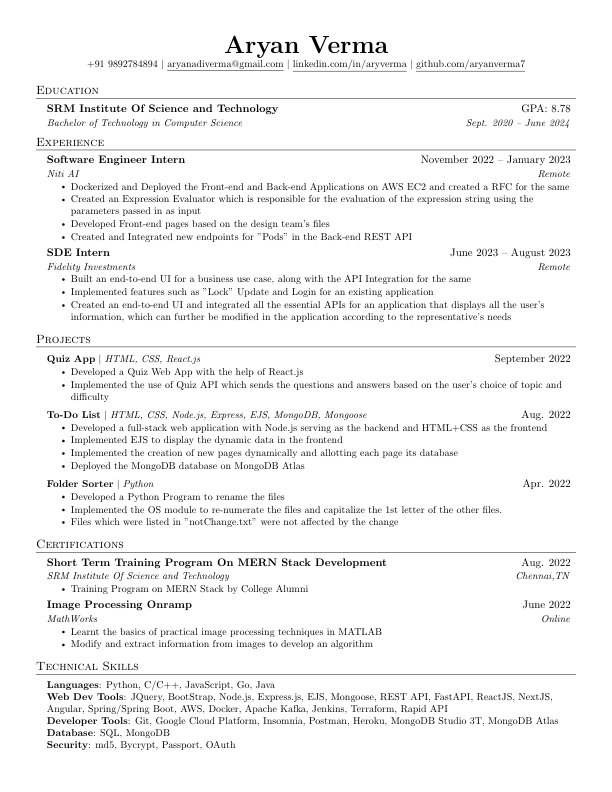 Aryan Verma
+91 9892784894 | aryanadiverma@gmail.com | linkedin.com/in/aryverma | github.com/aryanverma7
Education
SRM Institute Of Science and Technology GPA: 8.78
Bachelor of Technology in Computer Science Sept. 2020 – June 2024
Experience
Software Engineer Intern November 2022 – January 2023
Niti AI Remote
• Dockerized and Deployed the Front-end and Back-end Applications on AWS EC2 and created a RFC for the same
• Created an Expression Evaluator which is responsible for the evaluation of the expression string using the
parameters passed in as input
• Developed Front-end pages based on the design team's files
• Created and Integrated new endpoints for "Pods" in the Back-end REST API
SDE Intern June 2023 – August 2023
Fidelity Investments Remote
• Built an end-to-end UI for a business use case, along with the API Integration for the same
• Implemented features such as "Lock" Update and Login for an existing application
• Created an end-to-end UI and integrated all the essential APIs for an application that displays all the user's
information, which can further be modified in the application according to the representative's needs
Projects
Quiz App | HTML, CSS, React.js September 2022
• Developed a Quiz Web App with the help of React.js
• Implemented the use of Quiz API which sends the questions and answers based on the user's choice of topic and
difficulty
To-Do List | HTML, CSS, Node.js, Express, EJS, MongoDB, Mongoose Aug. 2022
• Developed a full-stack web application with Node.js serving as the backend and HTML+CSS as the frontend
• Implemented EJS to display the dynamic data in the frontend
• Implemented the creation of new pages dynamically and allotting each page its database
• Deployed the MongoDB database on MongoDB Atlas
Folder Sorter | Python Apr. 2022
• Developed a Python Program to rename the files
• Implemented the OS module to re-numerate the files and capitalize the 1st letter of the other files.
• Files which were listed in "notChange.txt" were not affected by the change
Certifications
Short Term Training Program On MERN Stack Development Aug. 2022
SRM Institute Of Science and Technology Chennai,TN
• Training Program on MERN Stack by College Alumni
Image Processing Onramp June 2022
MathWorks Online
• Learnt the basics of practical image processing techniques in MATLAB
• Modify and extract information from images to develop an algorithm
Technical Skills
Languages: Python, C/C++, JavaScript, Go, Java
Web Dev Tools: JQuery, BootStrap, Node.js, Express.js, EJS, Mongoose, REST API, FastAPI, ReactJS, NextJS,
Angular, Spring/Spring Boot, AWS, Docker, Apache Kafka, Jenkins, Terraform, Rapid API
Developer Tools: Git, Google Cloud Platform, Insomnia, Postman, Heroku, MongoDB Studio 3T, MongoDB Atlas
Database: SQL, MongoDB
Security: md5, Bycrypt, Passport, OAuth